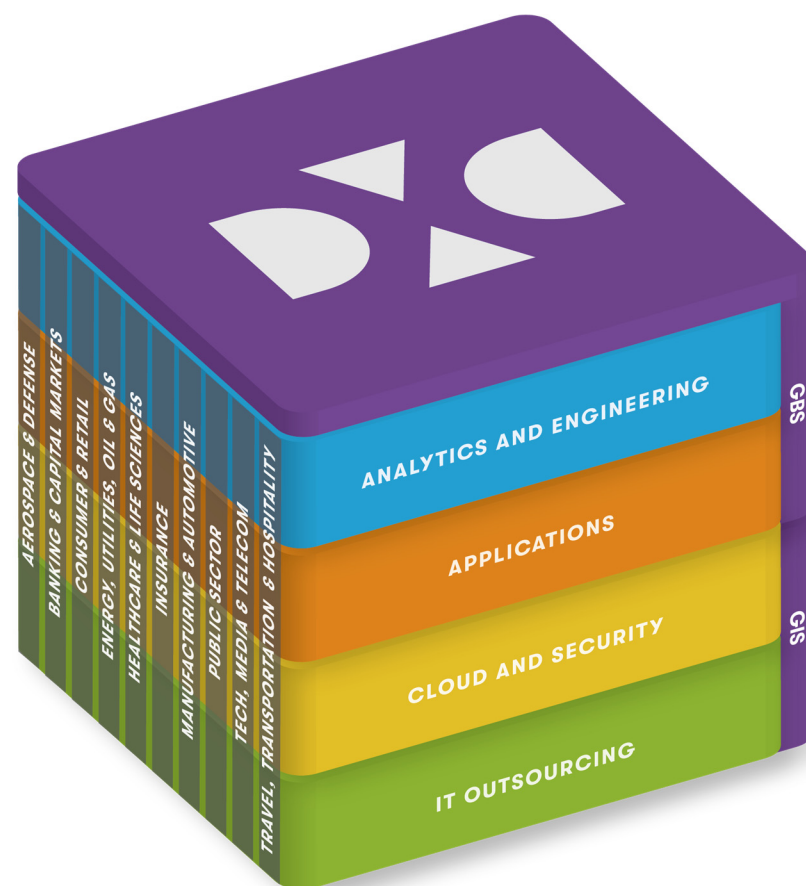 AEROSPACE & DEFENSE
BANKING & CAPITAL MARKETS
CONSUMER & RETAIL
ENERGY, UTILITIES, OIL & GAS
HEALTHCARE & LIFE SCIENCES
INSURANCE
MANUFACTURING & AUTOMOTIVE
PUBLIC SECTOR
TECH, MEDIA & TELECOM
TRAVEL, TRANSPORTATION & HOSPITALITY
ANALYTICS AND ENGINEERING
APPLICATIONS
CLOUD AND SECURITY
IT OUTSOURCING
GBS
GIS